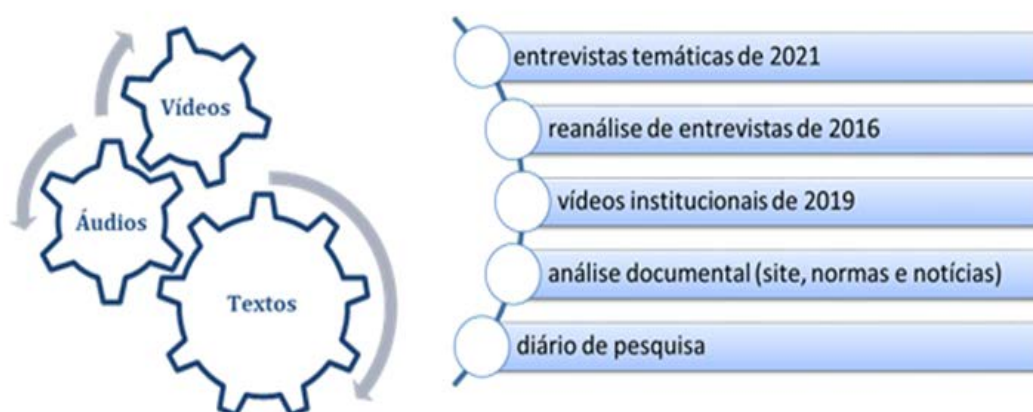 Vídeos
Áudios
Textos
entrevistas temáticas de 2021
reanálise de entrevistas de 2016
vídeos institucionais de 2019
análise documental (site, normas e notícias)
diário de pesquisa